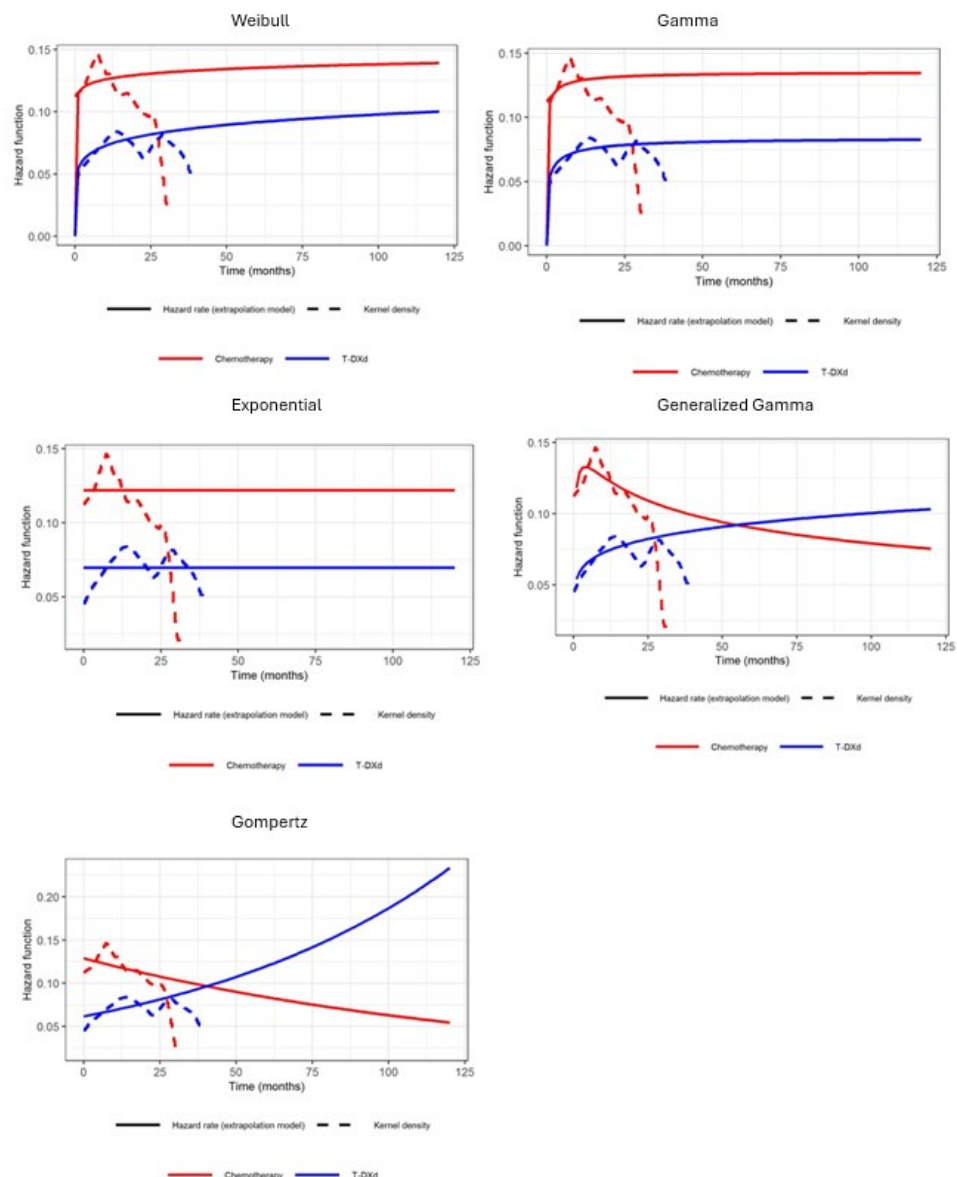 Weibull
0.15
0.10
0.05
0.00
Hazard function
0 25 50 75 100 125
Time (months)
Hazard rate (extrapolation model) Kernel density
Chemotherapy T-DXd
Gamma
0.15
0.10
0.05
0.00
Hazard function
0 25 50 75 100 125
Time (months)
Hazard rate (extrapolation model) Kernel density
Chemotherapy T-DXd
Exponential
0.15
0.10
0.05
Hazard function
0 25 50 75 100 125
Time (months)
Hazard rate (extrapolation model) Kernel density
Chemotherapy T-DXd
Generalized Gamma
0.15
0.10
0.05
Hazard function
0 25 50 75 100 125
Time (months)
Hazard rate (extrapolation model) Kernel density
Chemotherapy T-DXd
Gompertz
0.20
0.15
0.10
0.05
Hazard function
0 25 50 75 100 125
Time (months)
Hazard rate (extrapolation model) Kernel density
Chemotherapy T-DXd